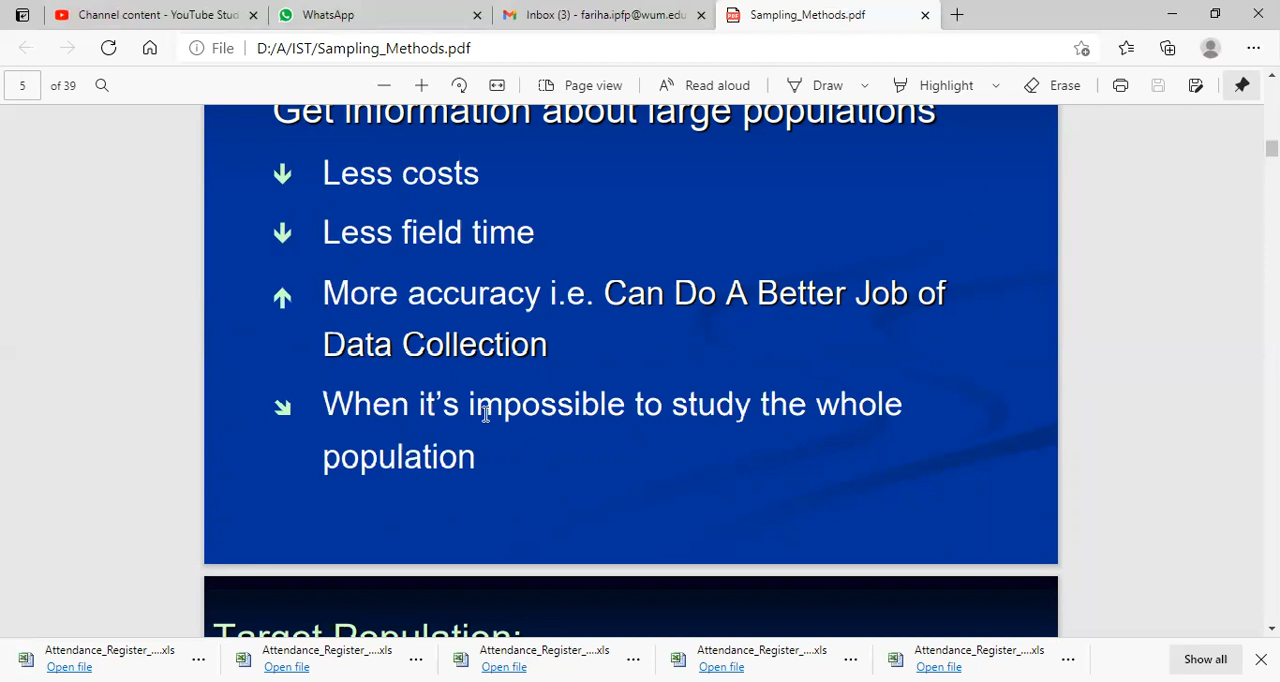 Channel content - YouTube Stud
WhatsApp
Inbox (3) - fariha.ipfp@wum.edu.
Sampling_Methods.pdf
File
D:/A/IST/Sampling_Methods.pdf
5
of 39
Page view
Read aloud
Draw
Highlight
Erase
Get information about large populations
Less costs
Less field time
More accuracy i.e. Can Do A Better Job of
Data Collection
When it's impossible to study the whole
population
Target Population:
Attendance_Register_....xls
Open file
Attendance_Register_....xls
Open file
Attendance_Register_....xls
Open file
Attendance_Register_....xls
Open file
Attendance_Register_....xls
Open file
Show all